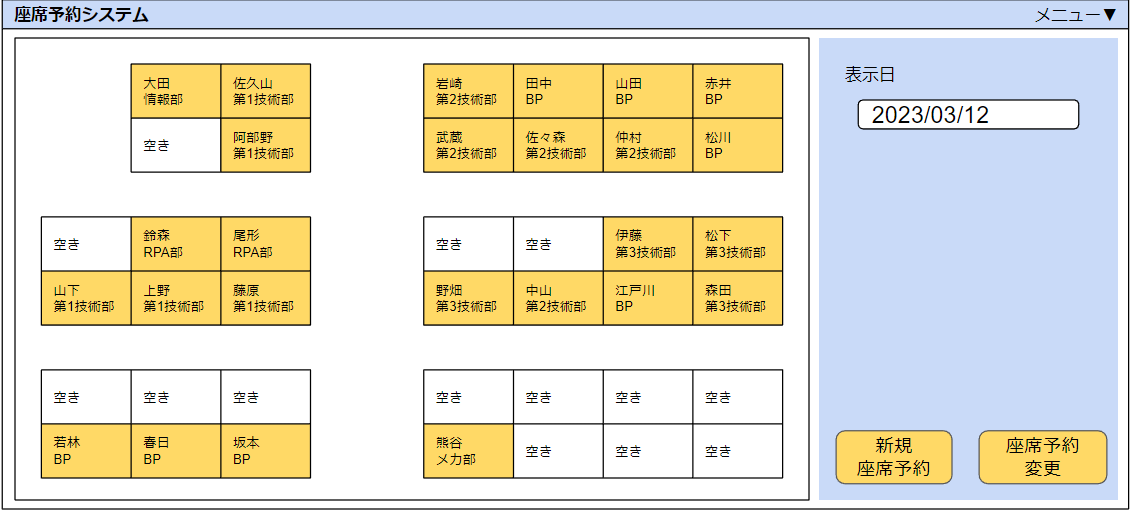 座席予約システム
メニュー▼
大田
情報部
佐久山
第1技術部
空き
阿部野
第1技術部
岩崎
第2技術部
田中
BP
山田
BP
赤井
BP
武蔵
第2技術部
佐々森
第2技術部
仲村
第2技術部
松川
BP
空き
鈴森
RPA部
尾形
RPA部
山下
第1技術部
上野
第1技術部
藤原
第1技術部
空き
空き
伊藤
第3技術部
松下
第3技術部
野畑
第3技術部
中山
第2技術部
江戸川
BP
森田
第3技術部
空き
空き
空き
若林
BP
春日
BP
坂本
BP
空き
空き
空き
空き
熊谷
メカ部
空き
空き
空き
表示日
2023/03/12
新規
座席予約
座席予約
変更